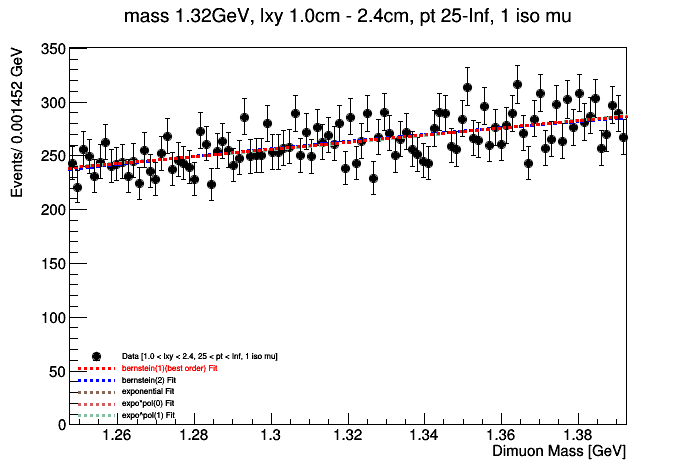 mass 1.32GeV, lxy 1.0cm - 2.4cm, pt 25-Inf, 1 iso mu
Events/ 0.001452 GeV
350
300
250
200
150
100
50
0
Data [1.0 < lxy < 2.4, 25 < pt < Inf, 1 iso mu]
bernstein(1)(best order) Fit
bernstein(2) Fit
exponential Fit
expo*pol(0) Fit
expo*pol(1) Fit
1.26 1.28 1.3 1.32 1.34 1.36 1.38
Dimuon Mass [GeV]